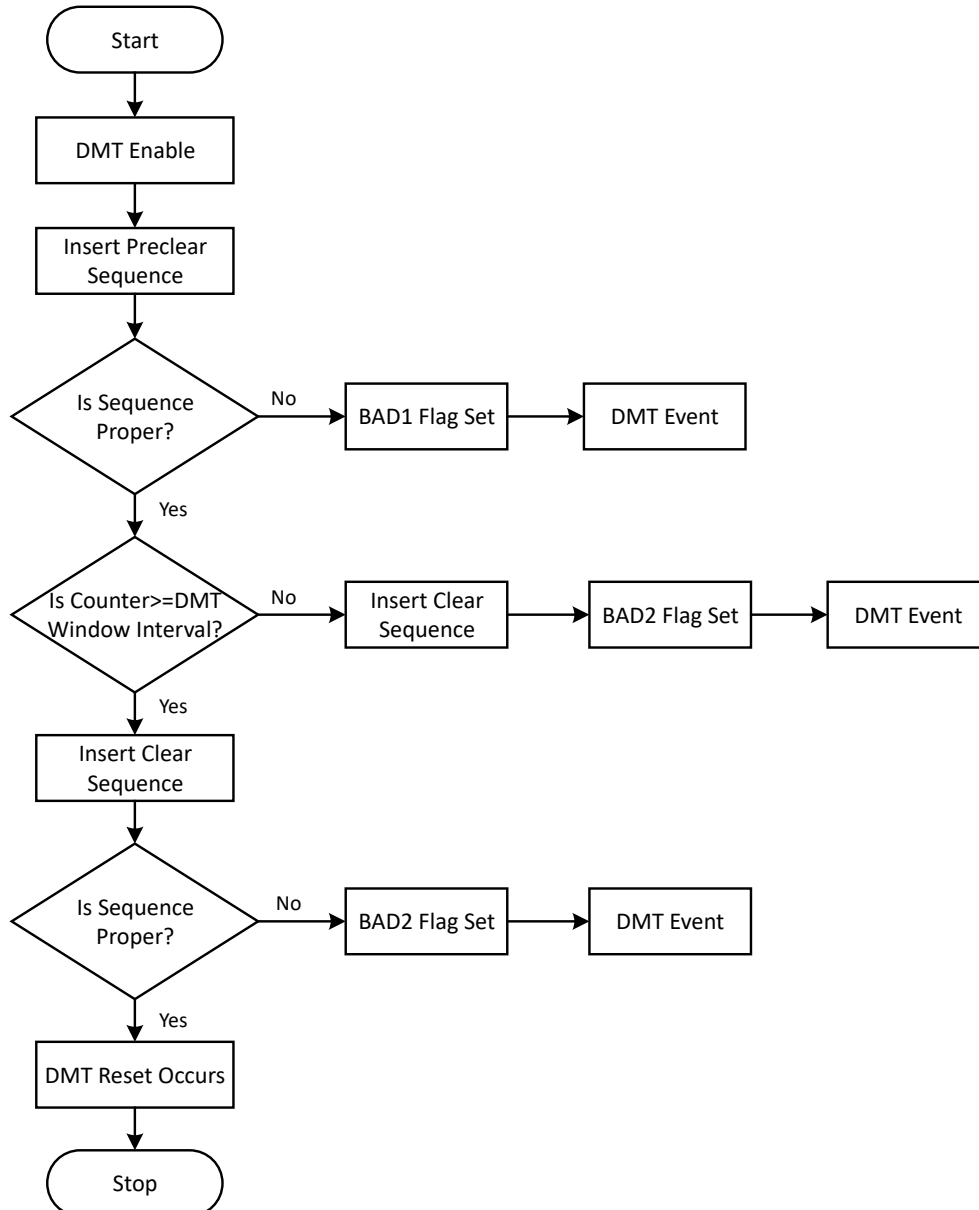 Start
DMT Enable
Insert Preclear
Sequence
Is Sequence
Proper?
No
BAD1 Flag Set
DMT Event
Yes
Is Counter>=DMT
Window Interval?
No
Insert Clear
Sequence
BAD2 Flag Set
DMT Event
Yes
Insert Clear
Sequence
Is Sequence
Proper?
No
BAD2 Flag Set
DMT Event
Yes
DMT Reset Occurs
Stop